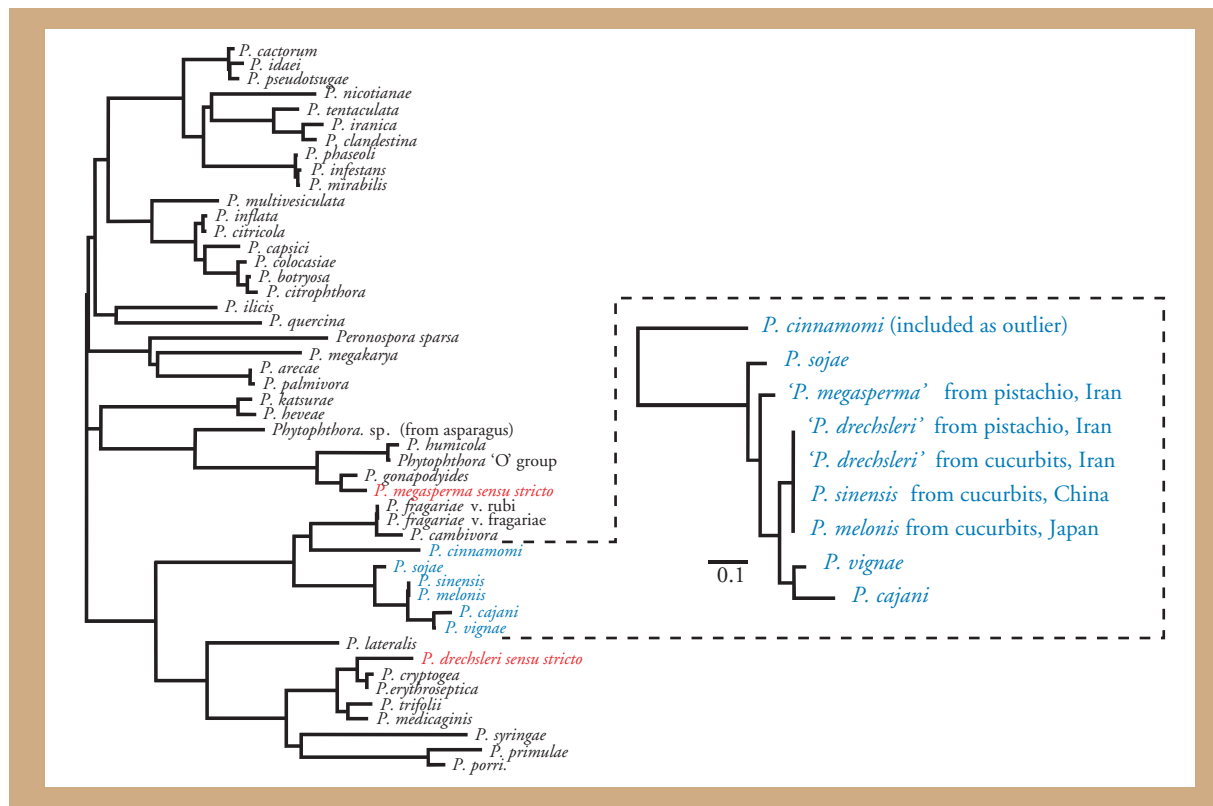 P. cactorum
P. idaei
P. pseudotsugae
P. nicotianae
P. tentaculata
P. iranica
P. clandestina
P. phaseoli
P. infestans
P. mirabilis
P. multivesiculata
P. inflata
P. citricola
P. capsici
P. colocasiae
P. botryosa
P. citrophthora
P. ilicis
P. quercina
Peronospora sparsa
P. megakarya
P. arecae
P. palmivora
P. katsurae
P. heveae
Phytophthora. sp. (from asparagus)
P. humicola
Phytophthora ‘O’ group
P. gonapodyides
P. megasperma sensu stricto
P. fragariae v. rubi
P. fragariae v. fragariae
P. cambivora
P. cinnamomi
P. sojae
P. sinensis
P. melonis
P. cajani
P. vignae
P. lateralis
P. drechsleri sensu stricto
P. cryptogea
P.erythroseptica
P. trifolii
P. medicaginis
P. syringae
P. primulae
P. porri.
P. cinnamomi (included as outlier)
P. sojae
‘P. megasperma’ from pistachio, Iran
‘P. drechsleri’ from pistachio, Iran
‘P. drechsleri’ from cucurbits, Iran
P. sinensis from cucurbits, China
P. melonis from cucurbits, Japan
P. vignae
P. cajani
0.1